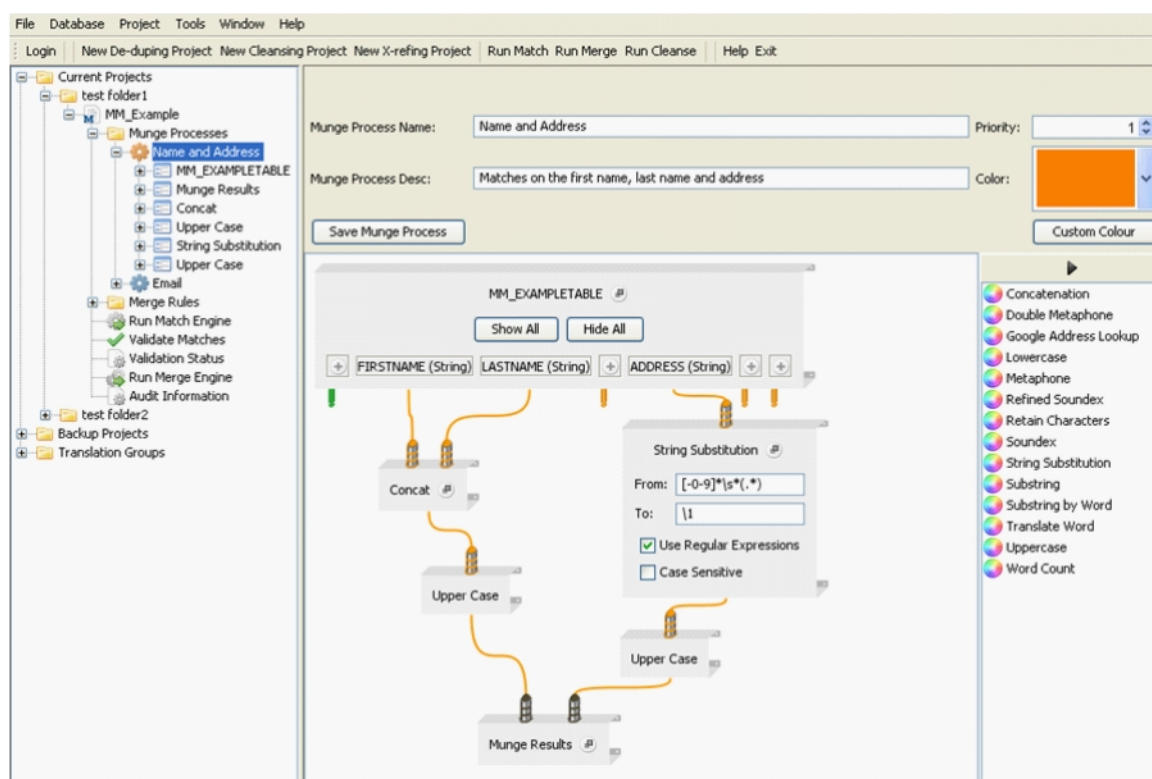 File Database Project Tools Window Help
Login New De-duping Project New Cleansing Project New X-refing Project Run Match Run Merge Run Cleanse Help Exit
Current Projects
test folder1
MM_Example
Munge Processes
Name and Address
MM_EXAMPLETABLE
Munge Results
Concat
Upper Case
String Substitution
Upper Case
Email
Merge Rules
Run Match Engine
Validate Matches
Validation Status
Run Merge Engine
Audit Information
test folder2
Backup Projects
Translation Groups
Munge Process Name: Name and Address Priority: 1
Munge Process Desc: Matches on the first name, last name and address Color:
Save Munge Process Custom Colour
MM_EXAMPLETABLE
Show All Hide All
+ FIRSTNAME (String) LASTNAME (String) + ADDRESS (String) + +
String Substitution
From: [-0-9]*\s*(.*)
To: \1
Use Regular Expressions
Case Sensitive
Concat
Upper Case
Upper Case
Munge Results
Concatenation
Double Metaphone
Google Address Lookup
Lowercase
Metaphone
Refined Soundex
Retain Characters
Soundex
String Substitution
Substring
Substring by Word
Translate Word
Uppercase
Word Count